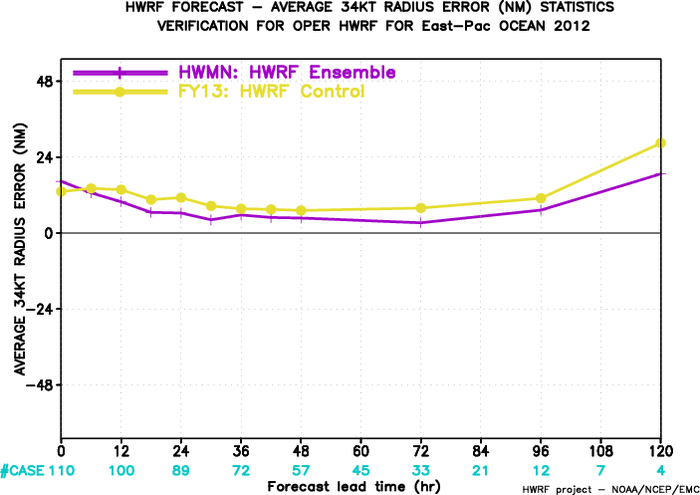 HWRF FORECAST – AVERAGE 34KT RADIUS ERROR (NM) STATISTICS
VERIFICATION FOR OPER HWRF FOR East-Pac OCEAN 2012
HWMN: HWRF Ensemble
FY13: HWRF Control
AVERAGE 34KT RADIUS ERROR (NM)
48
24
0
-24
-48
0 12 24 36 48 60 72 84 96 108 120
#CASE 110 100 89 72 57 45 33 21 12 7 4
Forecast lead time (hr)
HWRF project - NOAA/NCEP/EMC